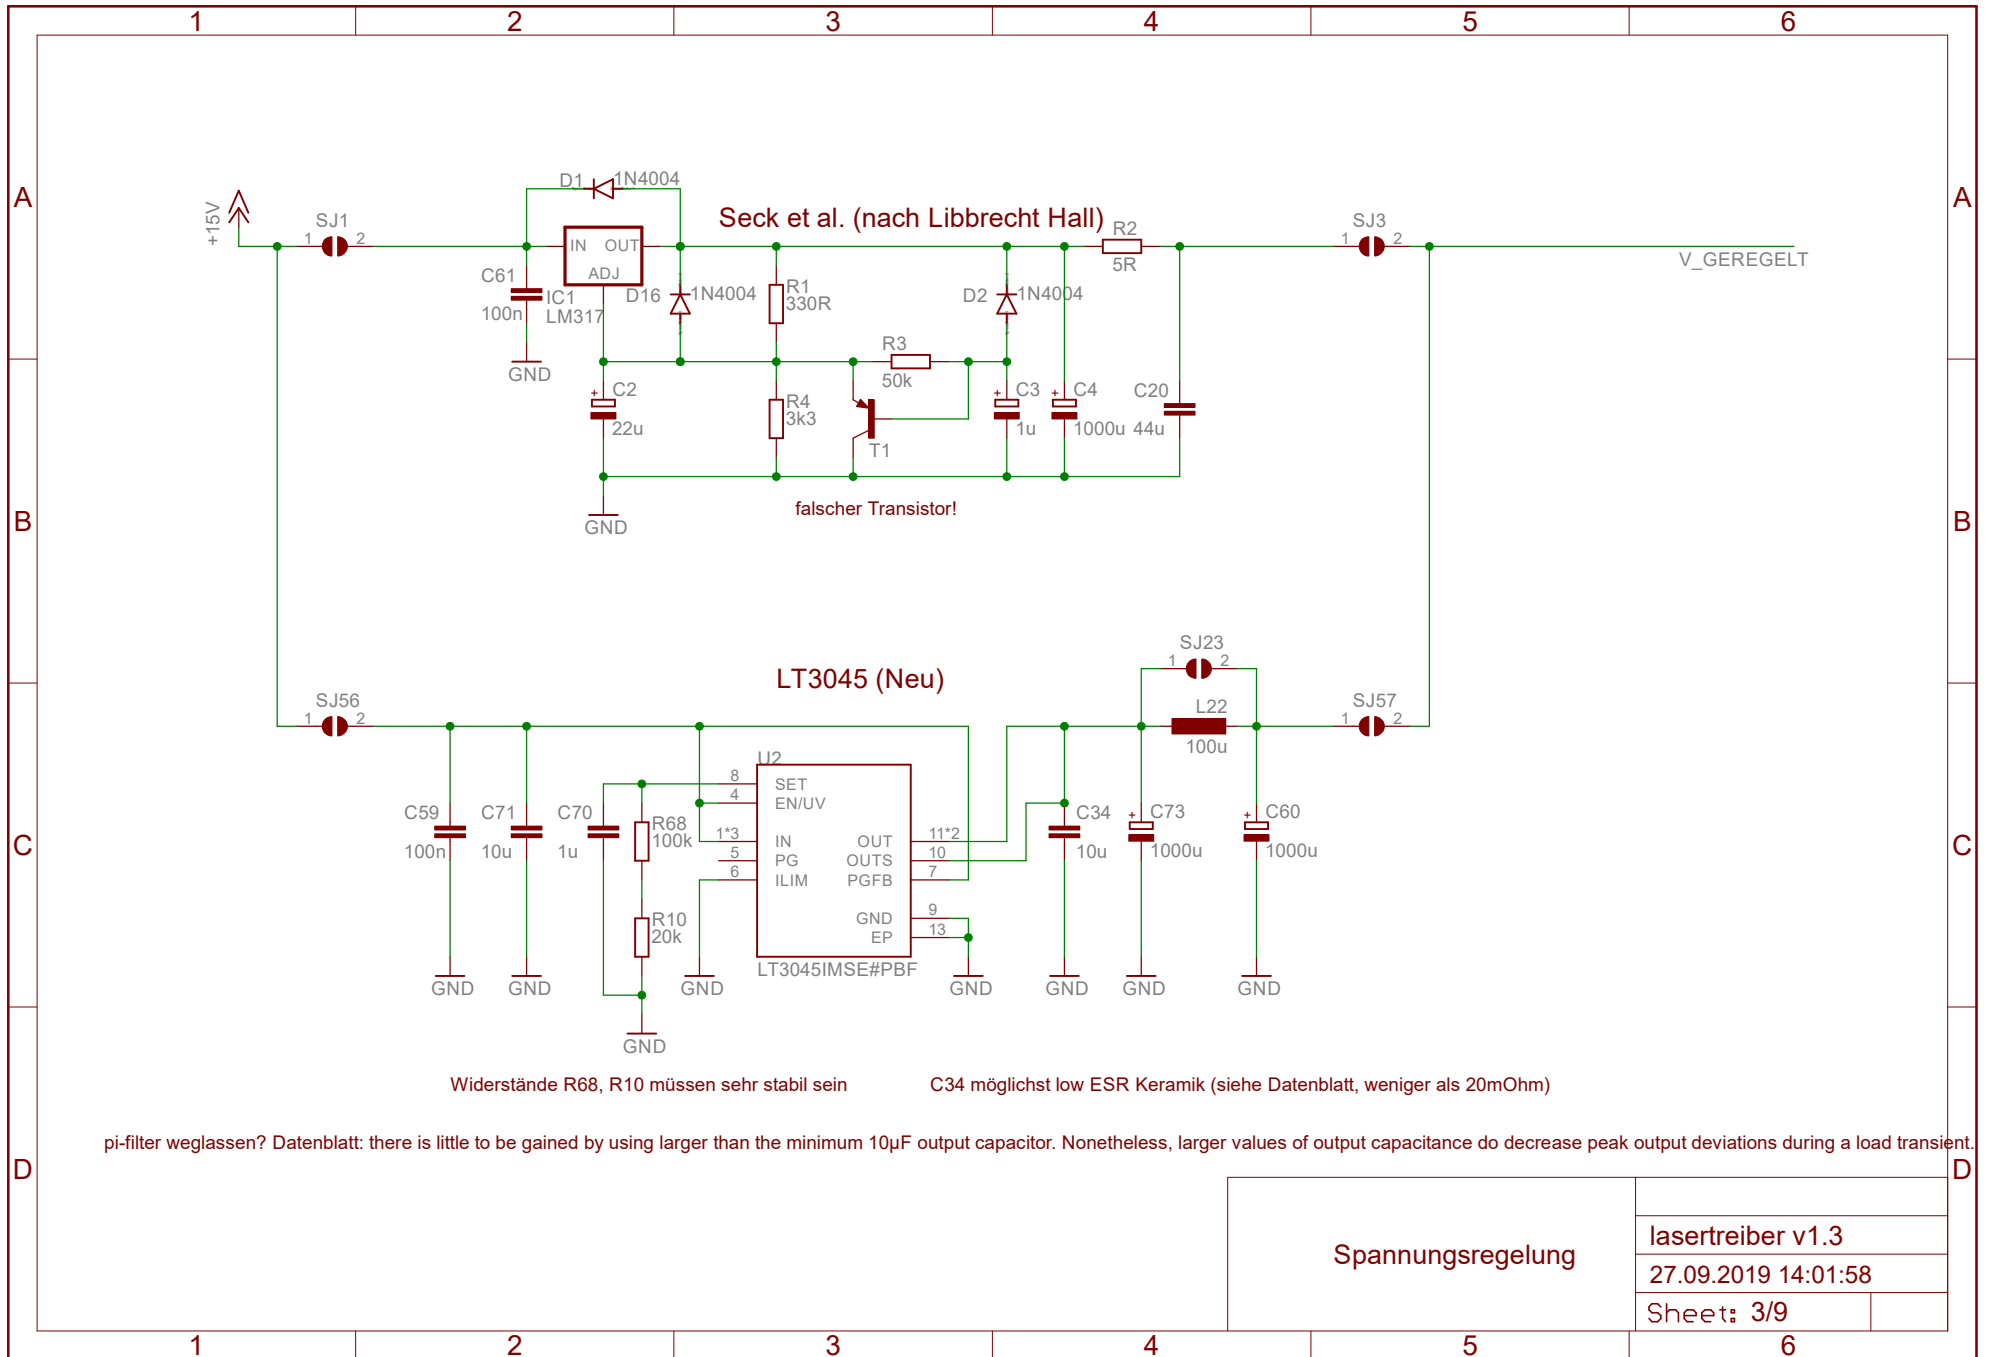 1 2 3 4 5 6
A A
+15V
SJ1
1 2
D1 1N4004
IN OUT
ADJ
IC1
LM317
C61
100n
GND
Seck et al. (nach Libbrecht Hall)
D16 1N4004
R1
330R
D2 1N4004
R2
5R
SJ3
1 2
V_GEREGELT
R3
50k
C2
+
22u
R4
3k3
T1
C3
+
1u
C4
+
1000u
C20
44u
GND
falscher Transistor!
B B
LT3045 (Neu)
SJ23
1 2
SJ56
1 2
L22
100u
SJ57
1 2
C59
100n
C71
10u
C70
1u
R68
100k
R10
20k
U2
8 SET
4 EN/UV
1*3 IN OUT 11*2
5 PG OUTS 10
6 ILIM PGFB 7
GND 9
EP 13
LT3045IMSE#PBF
C34
10u
C73
+
1000u
C60
+
1000u
C C
GND GND GND GND GND GND GND
GND
Widerstände R68, R10 müssen sehr stabil sein
C34 möglichst low ESR Keramik (siehe Datenblatt, weniger als 20mOhm)
pi-filter weglassen? Datenblatt: there is little to be gained by using larger than the minimum 10µF output capacitor. Nonetheless, larger values of output capacitance do decrease peak output deviations during a load transient.
D D
Spannungsregelung
lasertreiber v1.3
27.09.2019 14:01:58
Sheet: 3/9
1 2 3 4 5 6